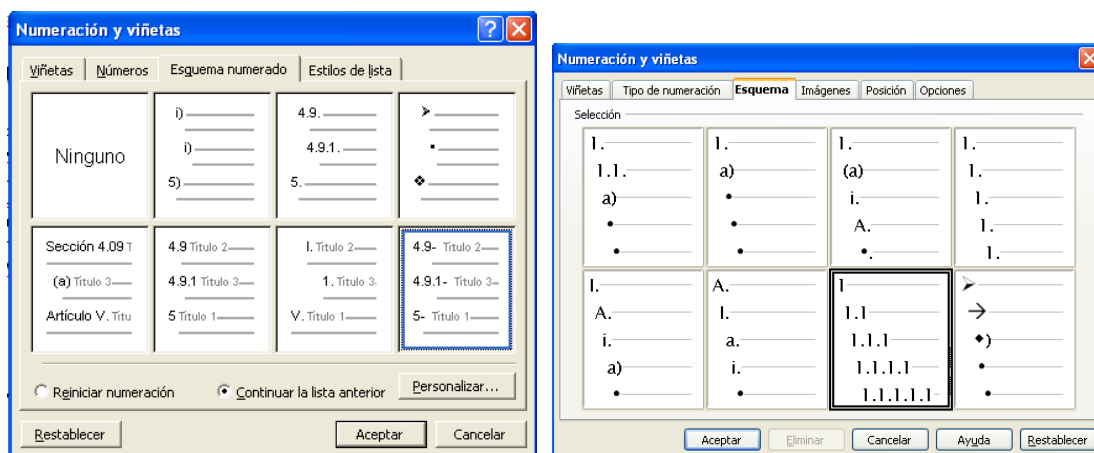 Numeración y viñetas
Viñetas Números Esquema numerado Estilos de lista
Ninguno
i)
i)
5)
4.9.
4.9.1.
5.
Sección 4.09 T
(a) Título 3
Artículo V. Títu
4.9 Título 2
4.9.1 Título 3
5 Título 1
I. Título 2
1. Título 3
V. Título 1
4.9- Título 2
4.9.1- Título 3
5- Título 1
Reiniciar numeración Continuar la lista anterior Personalizar...
Restablecer Aceptar Cancelar
Numeración y viñetas
Viñetas Tipo de numeración Esquema Imágenes Posición Opciones
Selección
1.
1.1.
a)
•
•
1.
a)
•
•
•
1.
(a)
i.
A.
•.
1.
1.
1.
1.
1.
I.
A.
i.
a)
•
A.
I.
a.
i.
•
1
1.1
1.1.1
1.1.1.1
1.1.1.1.1
➢
→
◆)
•
•
Aceptar Eliminar Cancelar Ayuda Restablecer